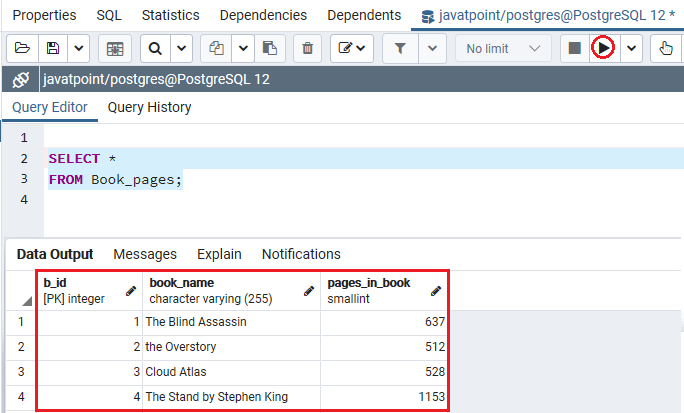 Properties SQL Statistics Dependencies Dependents javatpoint/postgres@PostgreSQL 12 *
No limit
javatpoint/postgres@PostgreSQL 12
Query Editor Query History
1
2 SELECT *
3 FROM Book_pages;
4
Data Output Messages Explain Notifications
b_id book_name pages_in_book
[PK] integer character varying (255) smallint
1 1 The Blind Assassin 637
2 2 the Overstory 512
3 3 Cloud Atlas 528
4 4 The Stand by Stephen King 1153